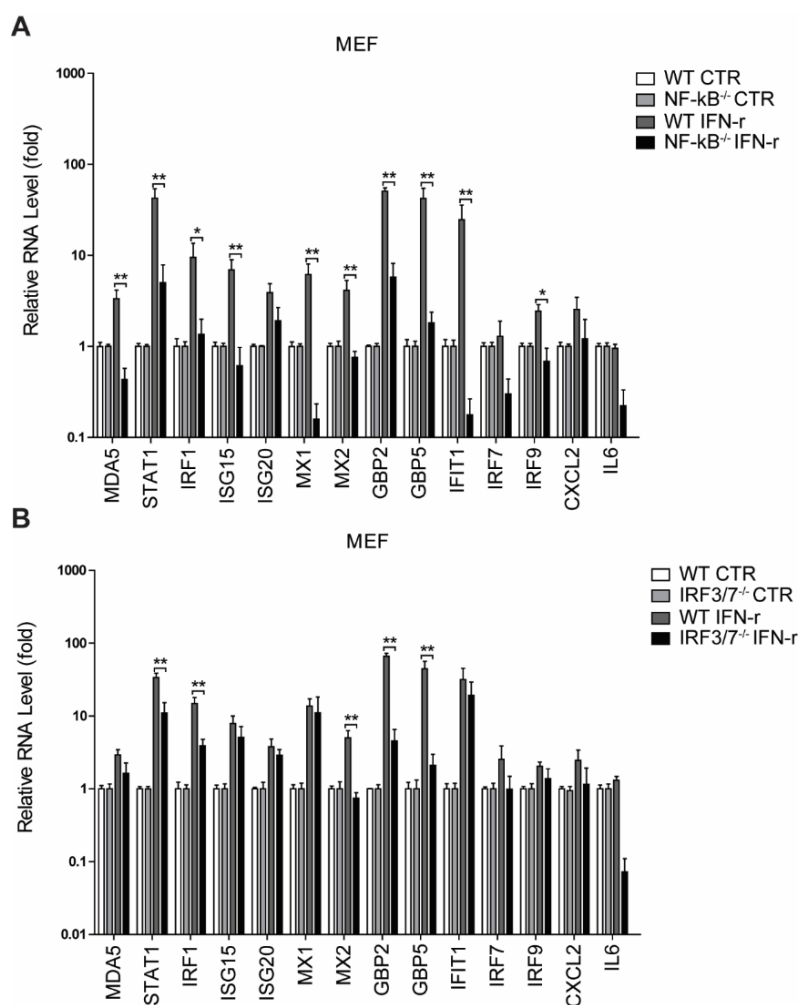 A
MEF
WT CTR
NF-kB-/- CTR
WT IFN-r
NF-kB-/- IFN-r
Relative RNA Level (fold)
1000
100
10
1
0.1
** ** * ** ** ** ** ** ** *
MDA5 STAT1 IRF1 ISG15 ISG20 MX1 MX2 GBP2 GBP5 IFIT1 IRF7 IRF9 CXCL2 IL6
B
MEF
WT CTR
IRF3/7-/- CTR
WT IFN-r
IRF3/7-/- IFN-r
Relative RNA Level (fold)
1000
100
10
1
0.1
0.01
** ** ** ** **
MDA5 STAT1 IRF1 ISG15 ISG20 MX1 MX2 GBP2 GBP5 IFIT1 IRF7 IRF9 CXCL2 IL6